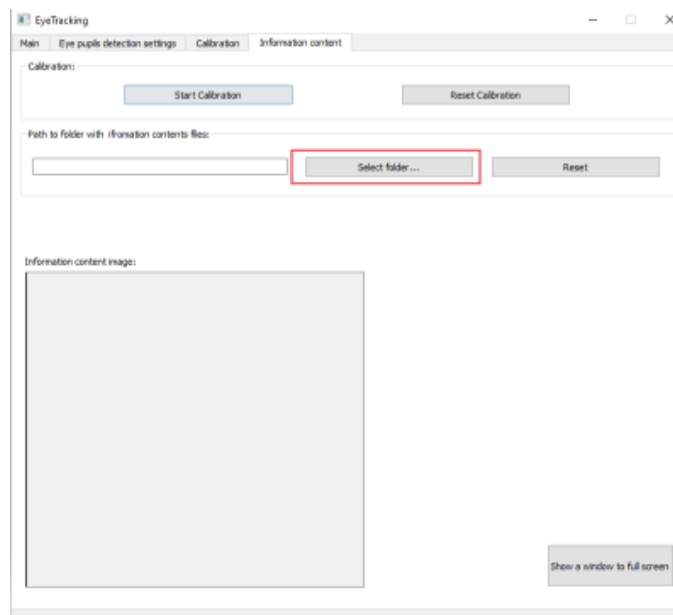 EyeTracking
Main Eye pupils detection settings Calibration Information content
Calibration:
Start Calibration Reset Calibration
Path to folder with ifromation contents files:
Select folder... Reset
Information content image:
Show a window to full screen